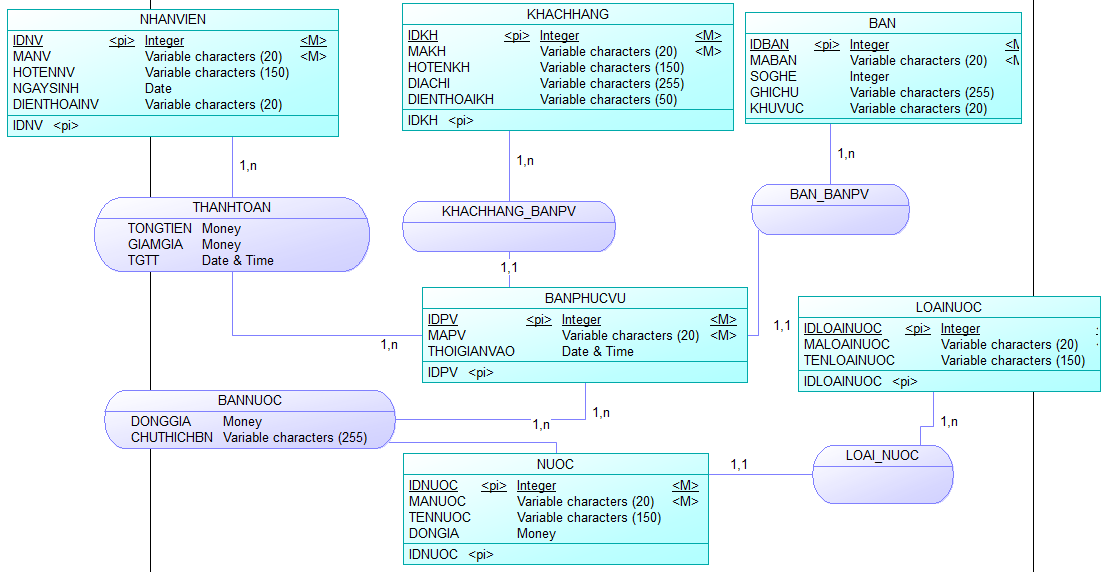 NHANVIEN
IDNV <pi> Integer <M>
MANV Variable characters (20) <M>
HOTENNV Variable characters (150)
NGAYSINH Date
DIENTHOAINV Variable characters (20)
IDNV <pi>
KHACHHANG
IDKH <pi> Integer <M>
MAKH Variable characters (20) <M>
HOTENKH Variable characters (150)
DIACHI Variable characters (255)
DIENTHOAIKH Variable characters (50)
IDKH <pi>
BAN
IDBAN <pi> Integer
MABAN Variable characters (20)
SOGHE Integer
GHICHU Variable characters (255)
KHUVUC Variable characters (20)
1,n
1,n
1,n
THANHTOAN
TONGTIEN Money
GIAMGIA Money
TGTT Date & Time
KHACHHANG_BANPV
BAN_BANPV
1,1
1,n
1,1
BANPHUCVU
IDPV <pi> Integer <M>
MAPV Variable characters (20) <M>
THOIGIANVAO Date & Time
IDPV <pi>
LOAINUOC
IDLOAINUOC <pi> Integer
MALOAINUOC Variable characters (20)
TENLOAINUOC Variable characters (150)
IDLOAINUOC <pi>
BANNUOC
DONGGIA Money
CHUTHICHBN Variable characters (255)
1,n
1,n
1,n
NUOC
IDNUOC <pi> Integer <M>
MANUOC Variable characters (20) <M>
TENNUOC Variable characters (150)
DONGIA Money
IDNUOC <pi>
1,1
LOAI_NUOC